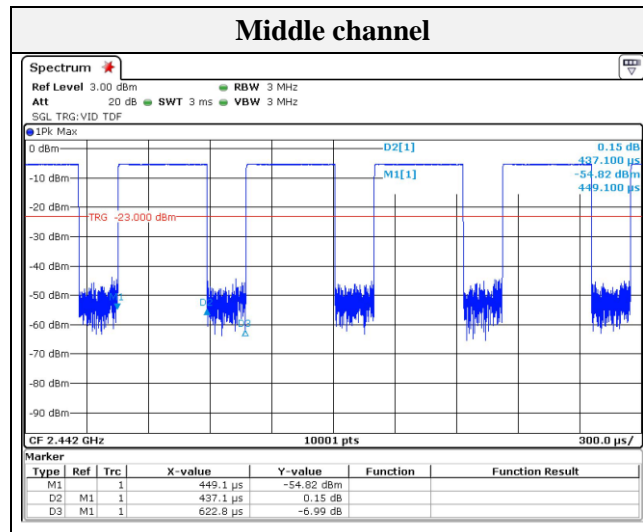 Middle channel
Spectrum
Ref Level 3.00 dBm RBW 3 MHz
Att 20 dB SWT 3 ms VBW 3 MHz
SGL TRG:VID TDF
1Pk Max
0 dBm
D2[1] 0.15 dB
437.100 µs
-10 dBm
M1[1] -54.82 dBm
449.100 µs
-20 dBm
TRG -23.000 dBm
-30 dBm
-40 dBm
-50 dBm
-60 dBm
D3
-70 dBm
-80 dBm
-90 dBm
CF 2.442 GHz 10001 pts 300.0 µs/
Marker
Type Ref Trc X-value Y-value Function Function Result
M1 1 449.1 µs -54.82 dBm
D2 M1 1 437.1 µs 0.15 dB
D3 M1 1 622.8 µs -6.99 dB